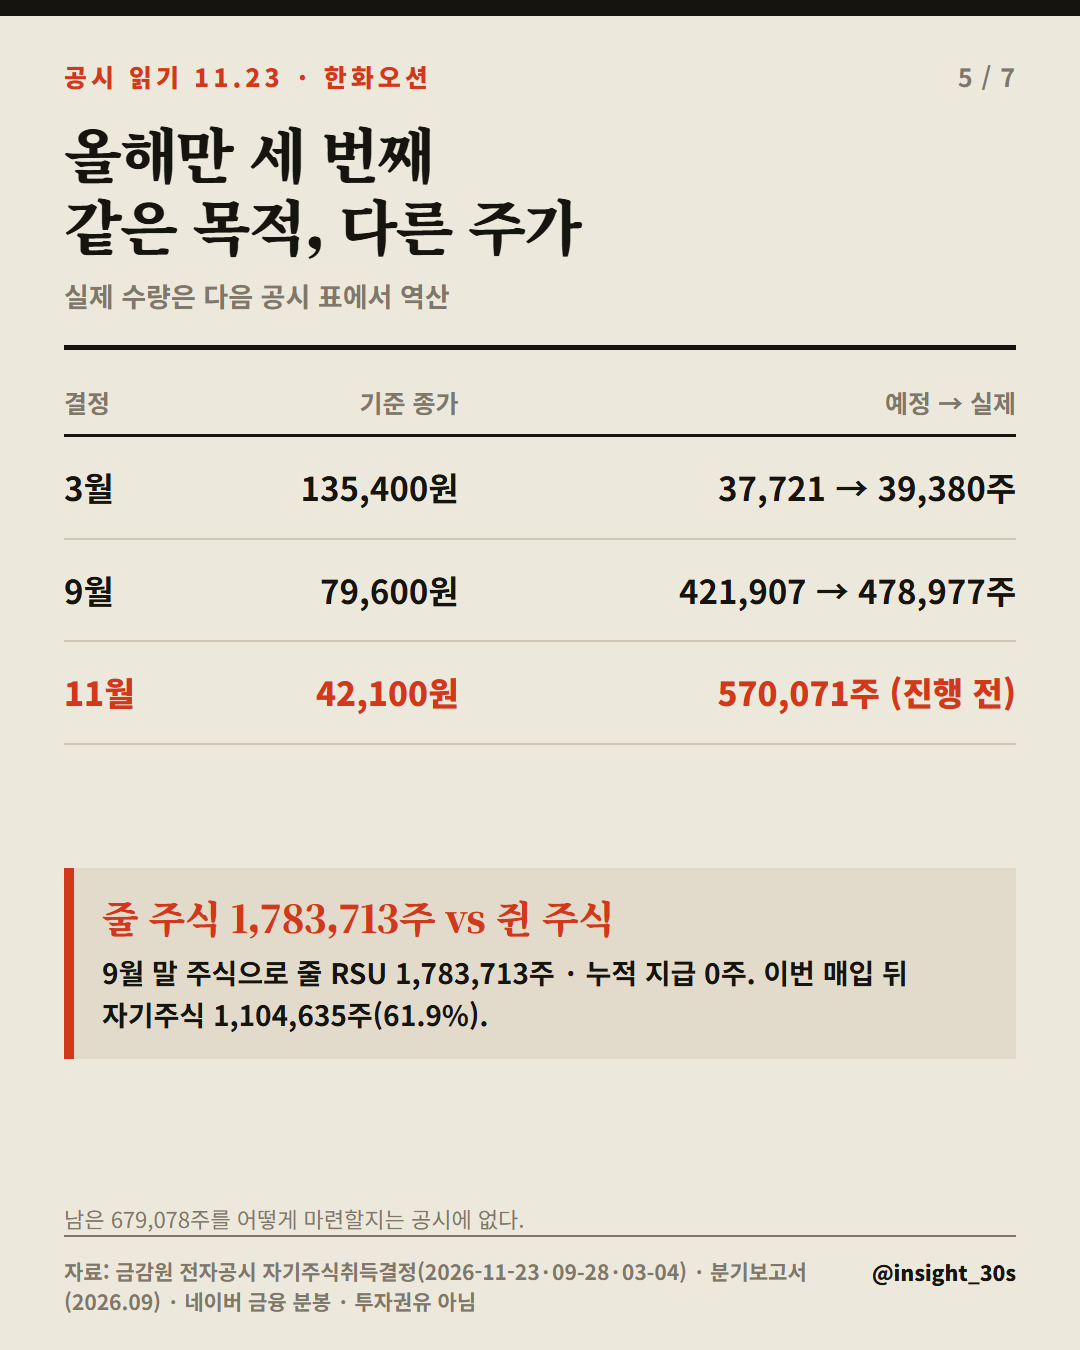 공시 읽기 11.23 · 한화오션
5 / 7
올해만 세 번째
같은 목적, 다른 주가
실제 수량은 다음 공시 표에서 역산
결정 기준 종가 예정 → 실제
3월 135,400원 37,721 → 39,380주
9월 79,600원 421,907 → 478,977주
11월 42,100원 570,071주 (진행 전)
줄 주식 1,783,713주 vs 쥔 주식
9월 말 주식으로 줄 RSU 1,783,713주 · 누적 지급 0주. 이번 매입 뒤
자기주식 1,104,635주(61.9%).
남은 679,078주를 어떻게 마련할지는 공시에 없다.
자료: 금감원 전자공시 자기주식취득결정(2026-11-23·09-28·03-04) · 분기보고서
(2026.09) · 네이버 금융 분봉 · 투자권유 아님
@insight_30s